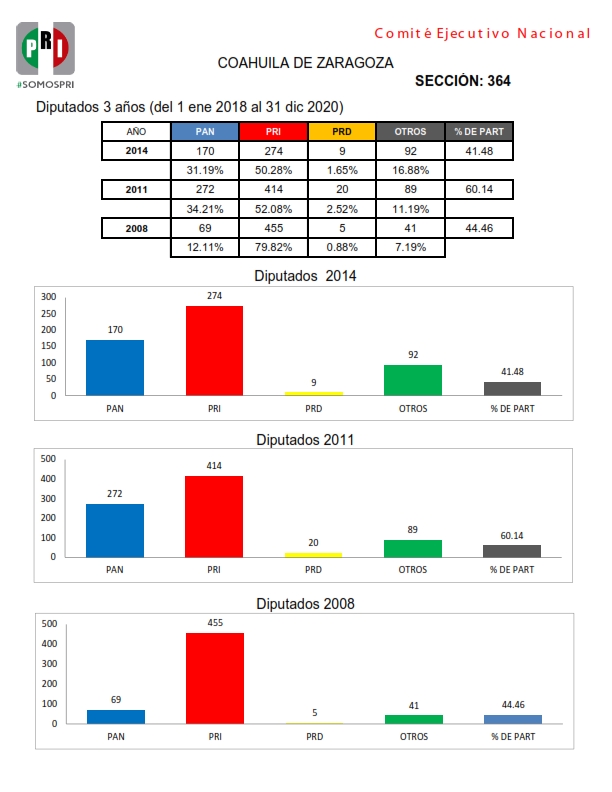 Comité Ejecutivo Nacional
PRI
#SOMOSPRI
COAHUILA DE ZARAGOZA
SECCIÓN: 364
Diputados 3 años (del 1 ene 2018 al 31 dic 2020)
AÑO PAN PRI PRD OTROS % DE PART
2014 170 274 9 92 41.48
31.19% 50.28% 1.65% 16.88%
2011 272 414 20 89 60.14
34.21% 52.08% 2.52% 11.19%
2008 69 455 5 41 44.46
12.11% 79.82% 0.88% 7.19%
Diputados 2014
300
250
200
150
100
50
0
170 274 9 92 41.48
PAN PRI PRD OTROS % DE PART
Diputados 2011
500
400
300
200
100
0
272 414 20 89 60.14
PAN PRI PRD OTROS % DE PART
Diputados 2008
500
400
300
200
100
0
69 455 5 41 44.46
PAN PRI PRD OTROS % DE PART